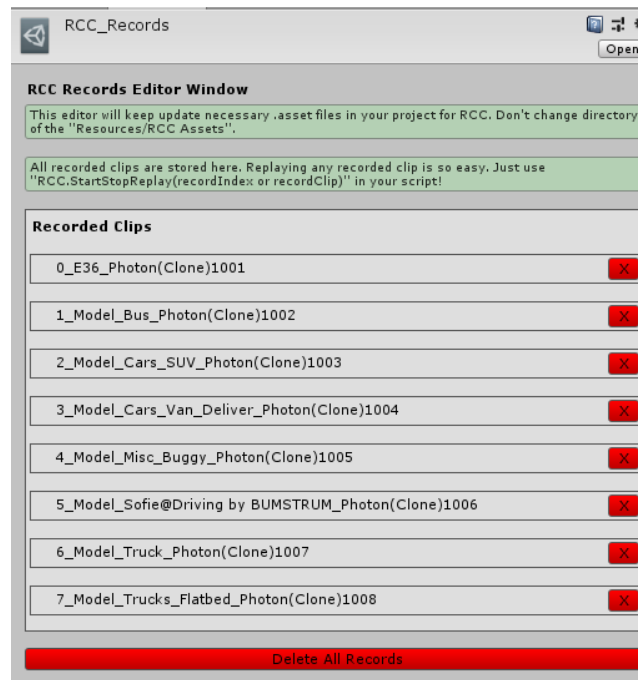 RCC_Records
Open
RCC Records Editor Window
This editor will keep update necessary .asset files in your project for RCC. Don't change directory
of the "Resources/RCC Assets".
All recorded clips are stored here. Replaying any recorded clip is so easy. Just use
"RCC.StartStopReplay(recordIndex or recordClip)" in your script!
Recorded Clips
0_E36_Photon(Clone)1001
X
1_Model_Bus_Photon(Clone)1002
X
2_Model_Cars_SUV_Photon(Clone)1003
X
3_Model_Cars_Van_Deliver_Photon(Clone)1004
X
4_Model_Misc_Buggy_Photon(Clone)1005
X
5_Model_Sofie@Driving by BUMSTRUM_Photon(Clone)1006
X
6_Model_Truck_Photon(Clone)1007
X
7_Model_Trucks_Flatbed_Photon(Clone)1008
X
Delete All Records